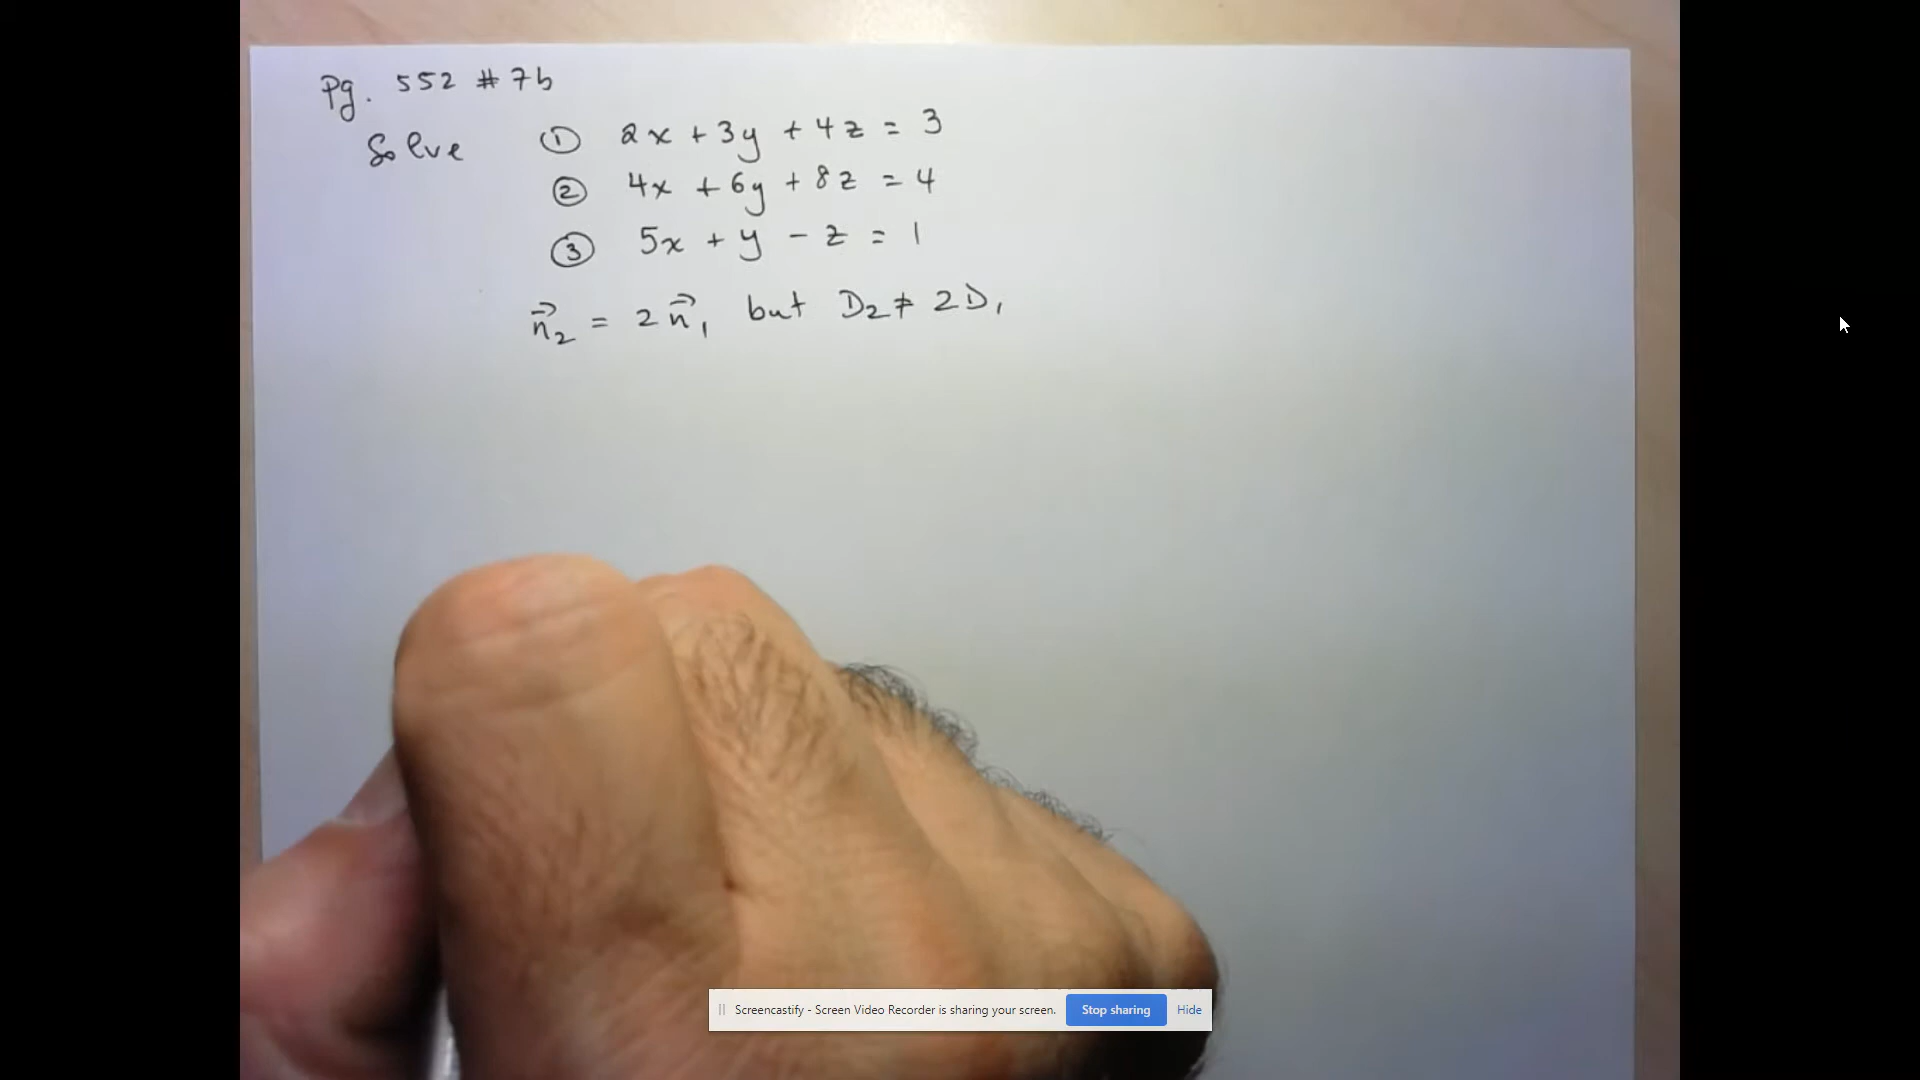 Pg. 552 # 7b
Solve ① 2x + 3y + 4z = 3
② 4x + 6y + 8z = 4
③ 5x + y - z = 1
n⃗₂ = 2n⃗₁ but D₂ ≠ 2D₁
Screencastify - Screen Video Recorder is sharing your screen. Stop sharing Hide